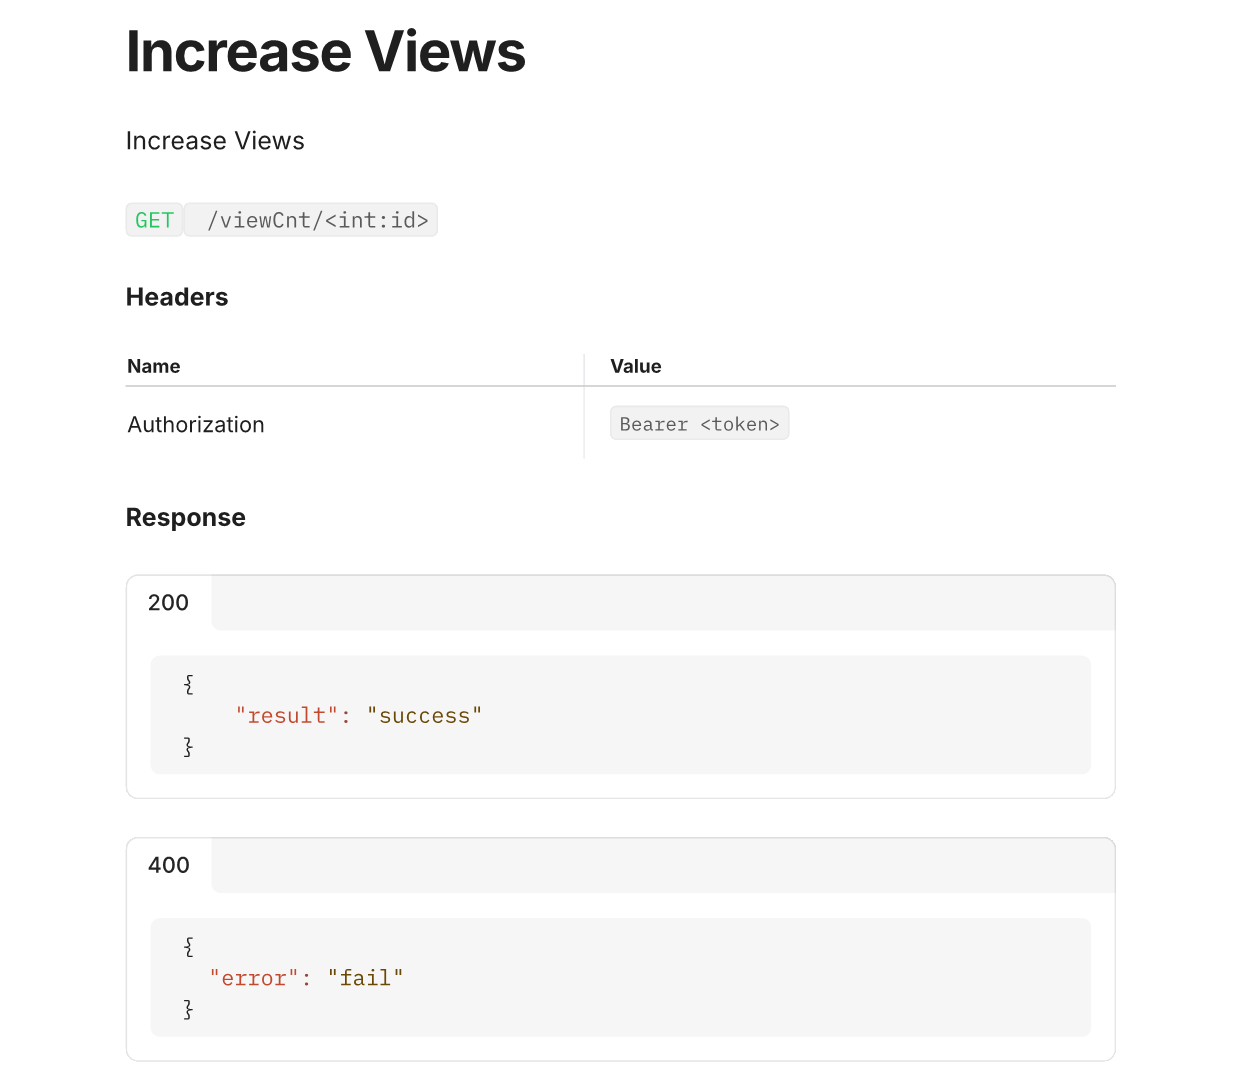 Increase Views
Increase Views
GET /viewCnt/<int:id>
Headers
Name Value
Authorization Bearer <token>
Response
200
{
"result": "success"
}
400
{
"error": "fail"
}